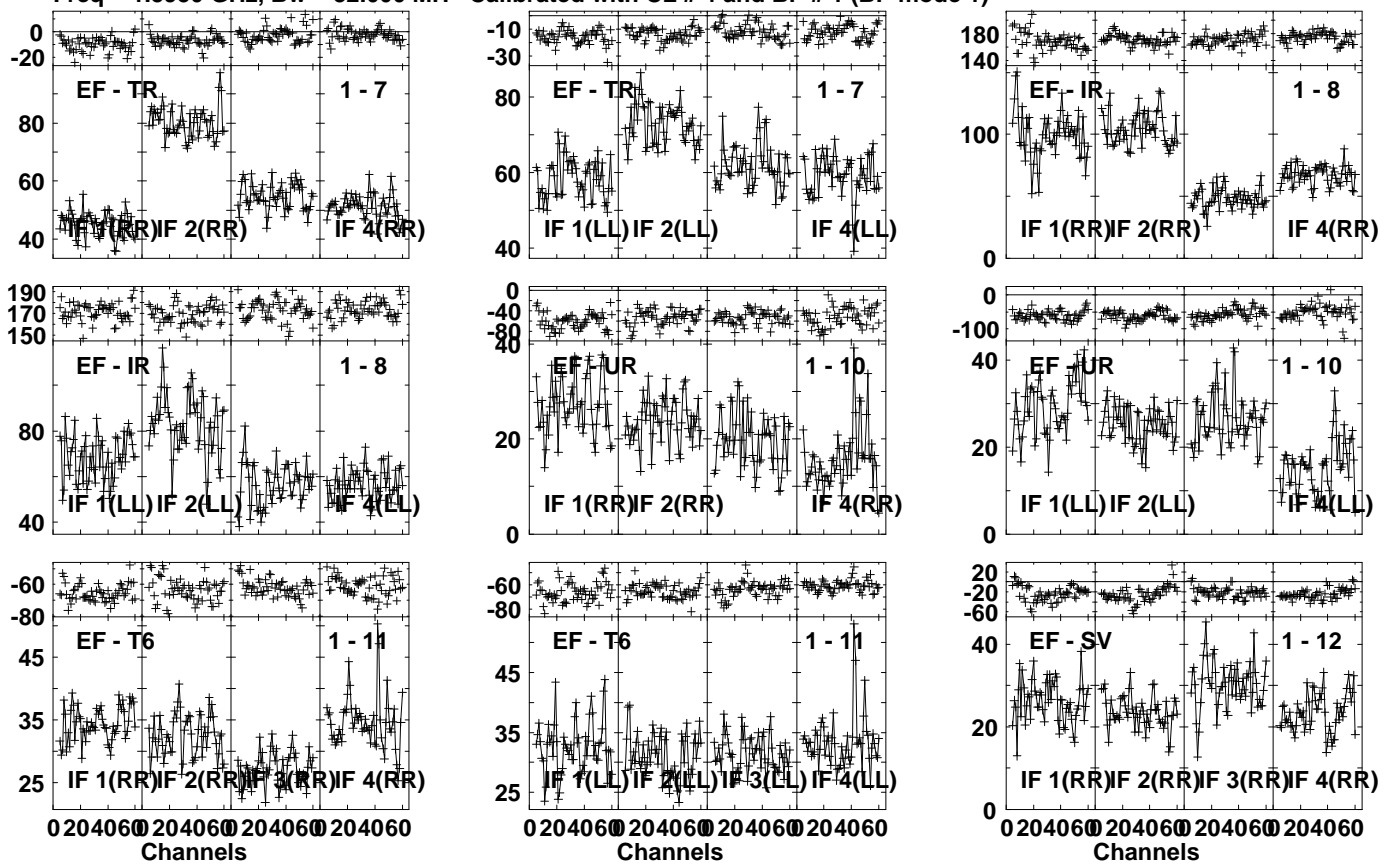 0
-20
EF - TR
1 - 7
80
60
40
IF 1(RR)
IF 2(RR)
IF 4(RR)
-10
-30
EF - TR
1 - 7
80
60
40
IF 1(LL)
IF 2(LL)
IF 4(LL)
180
140
EF - IR
1 - 8
100
0
IF 1(RR)
IF 2(RR)
IF 4(RR)
190
170
150
EF - IR
1 - 8
80
40
IF 1(LL)
IF 2(LL)
IF 4(LL)
0
-40
-80
40
EF - UR
1 - 10
20
0
IF 1(RR)
IF 2(RR)
IF 4(RR)
0
-100
EF - UR
1 - 10
40
20
0
IF 1(LL)
IF 2(LL)
IF 4(LL)
-60
-80
EF - T6
1 - 11
45
35
25
IF 1(RR)
IF 2(RR)
IF 3(RR)
IF 4(RR)
0 204060 0 204060 0 204060 0 204060
Channels
-60
-80
EF - T6
1 - 11
45
35
25
IF 1(LL)
IF 2(LL)
IF 3(LL)
IF 4(LL)
0 204060 0 204060 0 204060 0 204060
Channels
20
-20
-60
EF - SV
1 - 12
40
20
0
IF 1(RR)
IF 2(RR)
IF 3(RR)
IF 4(RR)
0 204060 0 204060 0 204060 0 204060
Channels